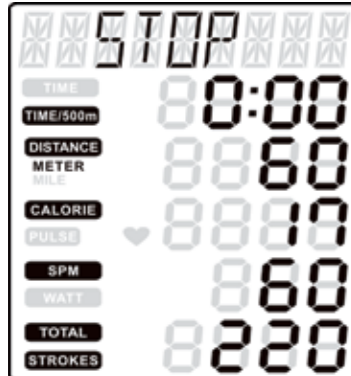 STOP
TIME
TIME/500m 0:00
DISTANCE
METER 60
MILE
CALORIE 17
PULSE
SPM 60
WATT
TOTAL 220
STROKES